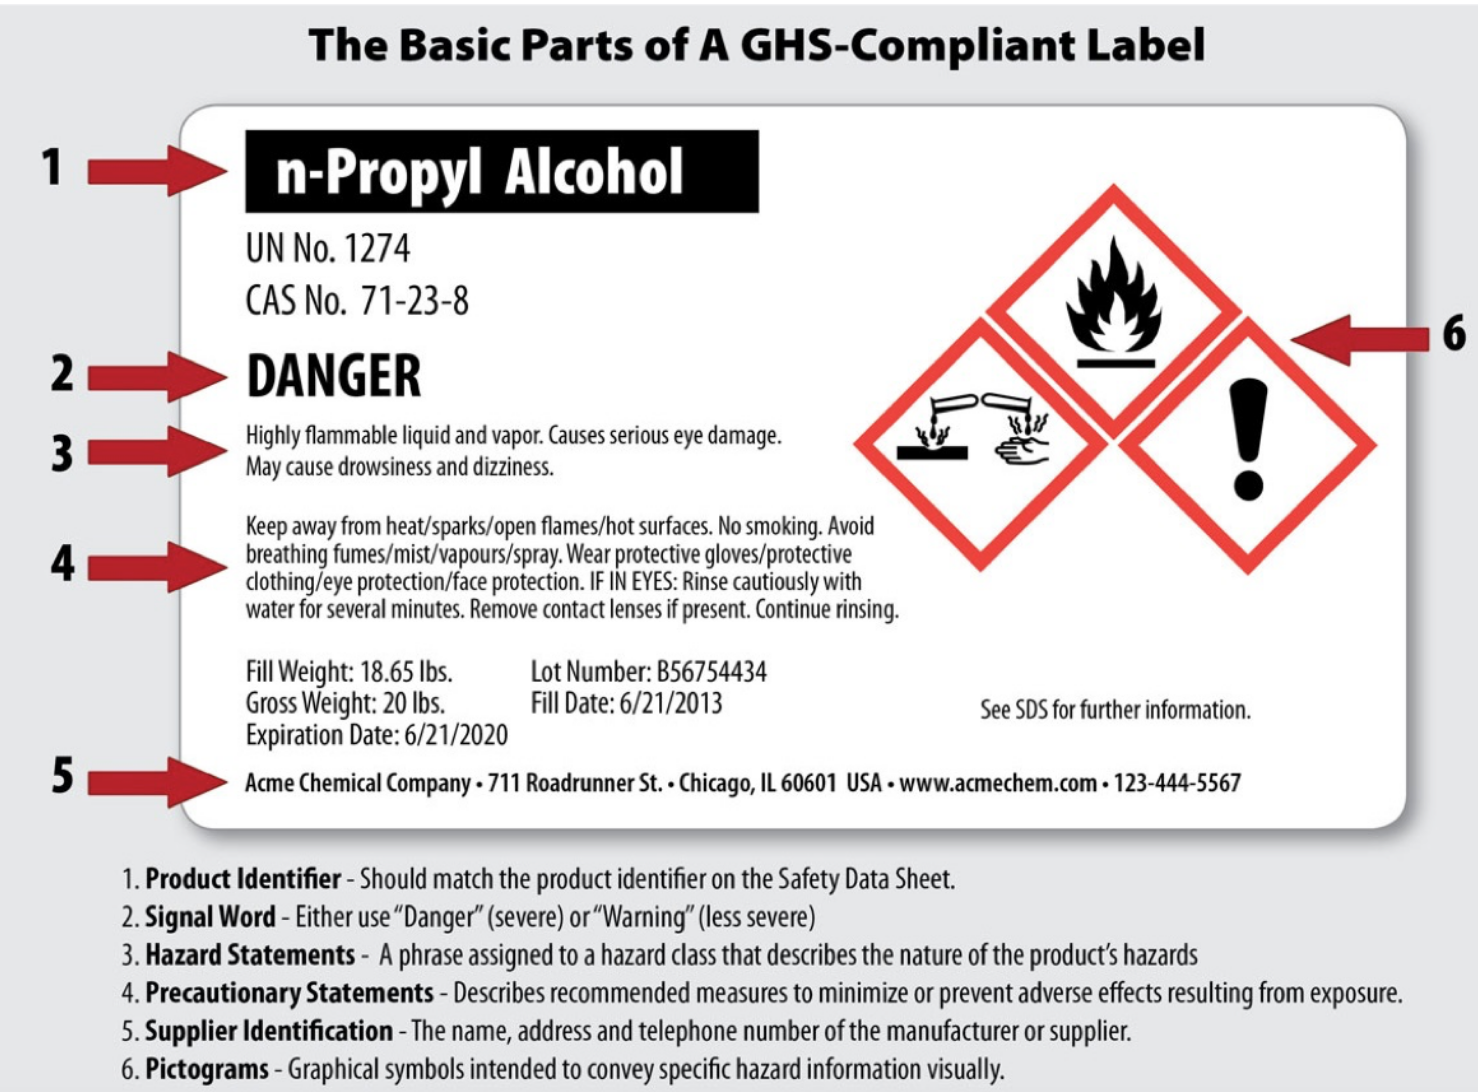 The Basic Parts of A GHS-Compliant Label
1
n-Propyl Alcohol
UN No. 1274
CAS No. 71-23-8
2
DANGER
3
Highly flammable liquid and vapor. Causes serious eye damage.
May cause drowsiness and dizziness.
4
Keep away from heat/sparks/open flames/hot surfaces. No smoking. Avoid
breathing fumes/mist/vapours/spray. Wear protective gloves/protective
clothing/eye protection/face protection. IF IN EYES: Rinse cautiously with
water for several minutes. Remove contact lenses if present. Continue rinsing.
6
Fill Weight: 18.65 lbs. Lot Number: B56754434
Gross Weight: 20 lbs. Fill Date: 6/21/2013
Expiration Date: 6/21/2020
See SDS for further information.
5
Acme Chemical Company • 711 Roadrunner St. • Chicago, IL 60601 USA • www.acmechem.com • 123-444-5567
1. Product Identifier - Should match the product identifier on the Safety Data Sheet.
2. Signal Word - Either use “Danger” (severe) or “Warning” (less severe)
3. Hazard Statements - A phrase assigned to a hazard class that describes the nature of the product’s hazards
4. Precautionary Statements - Describes recommended measures to minimize or prevent adverse effects resulting from exposure.
5. Supplier Identification - The name, address and telephone number of the manufacturer or supplier.
6. Pictograms - Graphical symbols intended to convey specific hazard information visually.